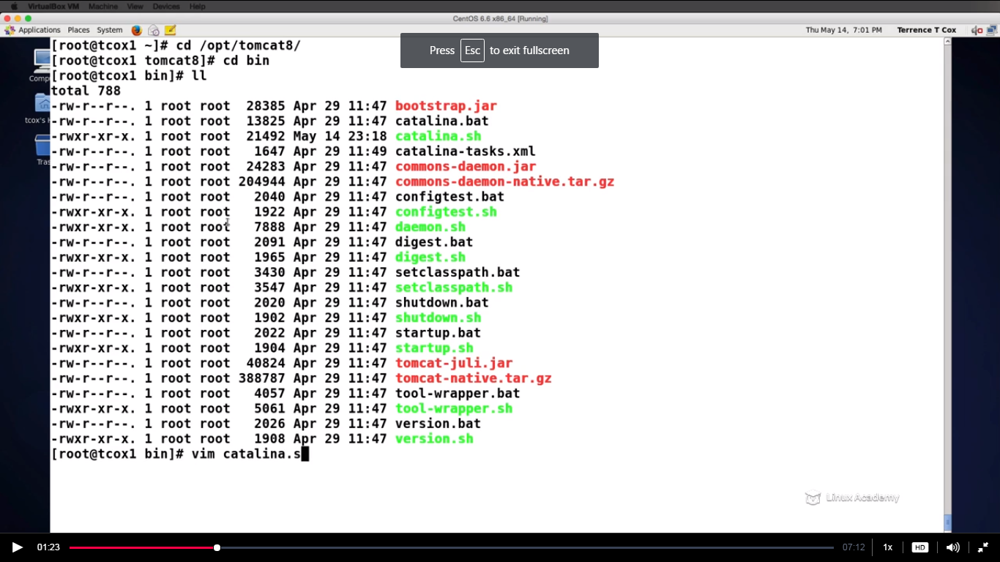 VirtualBox VM Machine View Devices Help
CentOS 6.6 x86_64 [Running]
Applications Places System
Thu May 14, 7:01 PM Terrence T Cox
Press Esc to exit fullscreen
[root@tcox1 ~]# cd /opt/tomcat8/
[root@tcox1 tomcat8]# cd bin
[root@tcox1 bin]# ll
total 788
-rw-r--r--. 1 root root 28385 Apr 29 11:47 bootstrap.jar
-rw-r--r--. 1 root root 13825 Apr 29 11:47 catalina.bat
-rwxr-xr-x. 1 root root 21492 May 14 23:18 catalina.sh
-rw-r--r--. 1 root root 1647 Apr 29 11:49 catalina-tasks.xml
-rw-r--r--. 1 root root 24283 Apr 29 11:47 commons-daemon.jar
-rw-r--r--. 1 root root 204944 Apr 29 11:47 commons-daemon-native.tar.gz
-rw-r--r--. 1 root root 2040 Apr 29 11:47 configtest.bat
-rwxr-xr-x. 1 root root 1922 Apr 29 11:47 configtest.sh
-rwxr-xr-x. 1 root root 7888 Apr 29 11:47 daemon.sh
-rw-r--r--. 1 root root 2091 Apr 29 11:47 digest.bat
-rwxr-xr-x. 1 root root 1965 Apr 29 11:47 digest.sh
-rw-r--r--. 1 root root 3430 Apr 29 11:47 setclasspath.bat
-rwxr-xr-x. 1 root root 3547 Apr 29 11:47 setclasspath.sh
-rw-r--r--. 1 root root 2020 Apr 29 11:47 shutdown.bat
-rwxr-xr-x. 1 root root 1902 Apr 29 11:47 shutdown.sh
-rw-r--r--. 1 root root 2022 Apr 29 11:47 startup.bat
-rwxr-xr-x. 1 root root 1904 Apr 29 11:47 startup.sh
-rw-r--r--. 1 root root 40824 Apr 29 11:47 tomcat-juli.jar
-rw-r--r--. 1 root root 388787 Apr 29 11:47 tomcat-native.tar.gz
-rw-r--r--. 1 root root 4057 Apr 29 11:47 tool-wrapper.bat
-rwxr-xr-x. 1 root root 5061 Apr 29 11:47 tool-wrapper.sh
-rw-r--r--. 1 root root 2026 Apr 29 11:47 version.bat
-rwxr-xr-x. 1 root root 1908 Apr 29 11:47 version.sh
[root@tcox1 bin]# vim catalina.s
Comp
tcox's H
Tras
Linux Academy
01:23
07:12
1x
HD